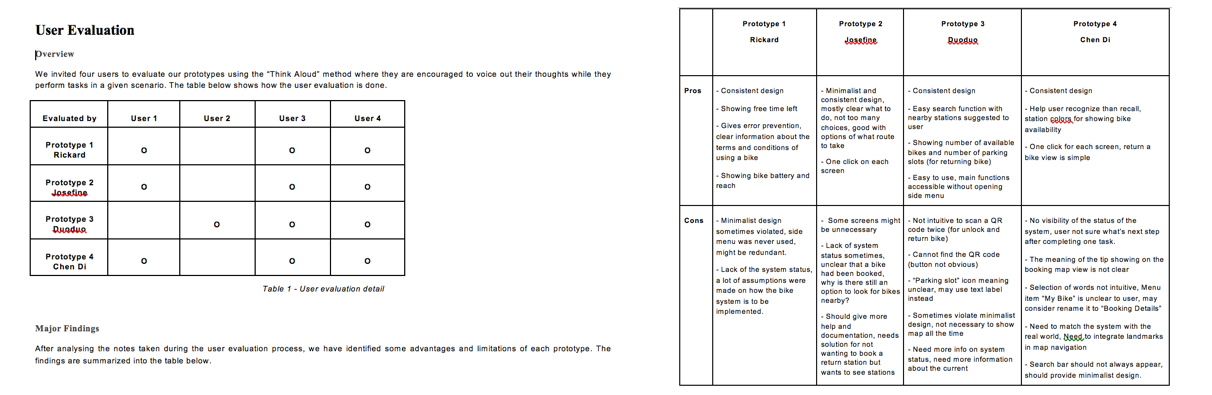 User Evaluation
Overview
We invited four users to evaluate our prototypes using the “Think Aloud” method where they are encouraged to voice out their thoughts while they
perform tasks in a given scenario. The table below shows how the user evaluation is done.
Evaluated by User 1 User 2 User 3 User 4
Prototype 1
Rickard
O O O
Prototype 2
Josefine
O O O
Prototype 3
Duoduo
O O O
Prototype 4
Chen Di
O O O
Table 1 - User evaluation detail
Major Findings
After analysing the notes taken during the user evaluation process, we have identified some advantages and limitations of each prototype. The
findings are summarized into the table below.
Prototype 1
Rickard
Prototype 2
Josefine
Prototype 3
Duoduo
Prototype 4
Chen Di
Pros
- Consistent design
- Showing free time left
- Gives error prevention,
clear information about the
terms and conditions of
using a bike
- Showing bike battery and
reach
- Minimalist and
consistent design,
mostly clear what to
do, not too many
choices, good with
options of what route
to take
- One click on each
screen
- Consistent design
- Easy search function with
nearby stations suggested to
user
- Showing number of available
bikes and number of parking
slots (for returning bike)
- Easy to use, main functions
accessible without opening
side menu
- Consistent design
- Help user recognize than recall,
station colors for showing bike
availability
- One click for each screen, return a
bike view is simple
Cons
- Minimalist design
sometimes violated, side
menu was never used,
might be redundant.
- Lack of the system status,
a lot of assumptions were
made on how the bike
system is to be
implemented.
- Some screens might
be unnecessary
- Lack of system
status sometimes,
unclear that a bike
had been booked,
why is there still an
option to look for bikes
nearby?
- Should give more
help and
documentation, needs
solution for not
wanting to book a
return station but
wants to see stations
- Not intuitive to scan a QR
code twice (for unlock and
return bike)
- Cannot find the QR code
(button not obvious)
- "Parking slot" icon meaning
unclear, may use text label
instead
- Sometimes violate minimalist
design, not necessary to show
map all the time
- Need more info on system
status, need more information
about the current
- No visibility of the status of the
system, user not sure what's next step
after completing one task.
- The meaning of the tip showing on the
booking map view is not clear
- Selection of words not intuitive, Menu
item "My Bike" is unclear to user, may
consider rename it to "Booking Details"
- Need to match the system with the
real world, Need to integrate landmarks
in map navigation
- Search bar should not always appear,
should provide minimalist design.